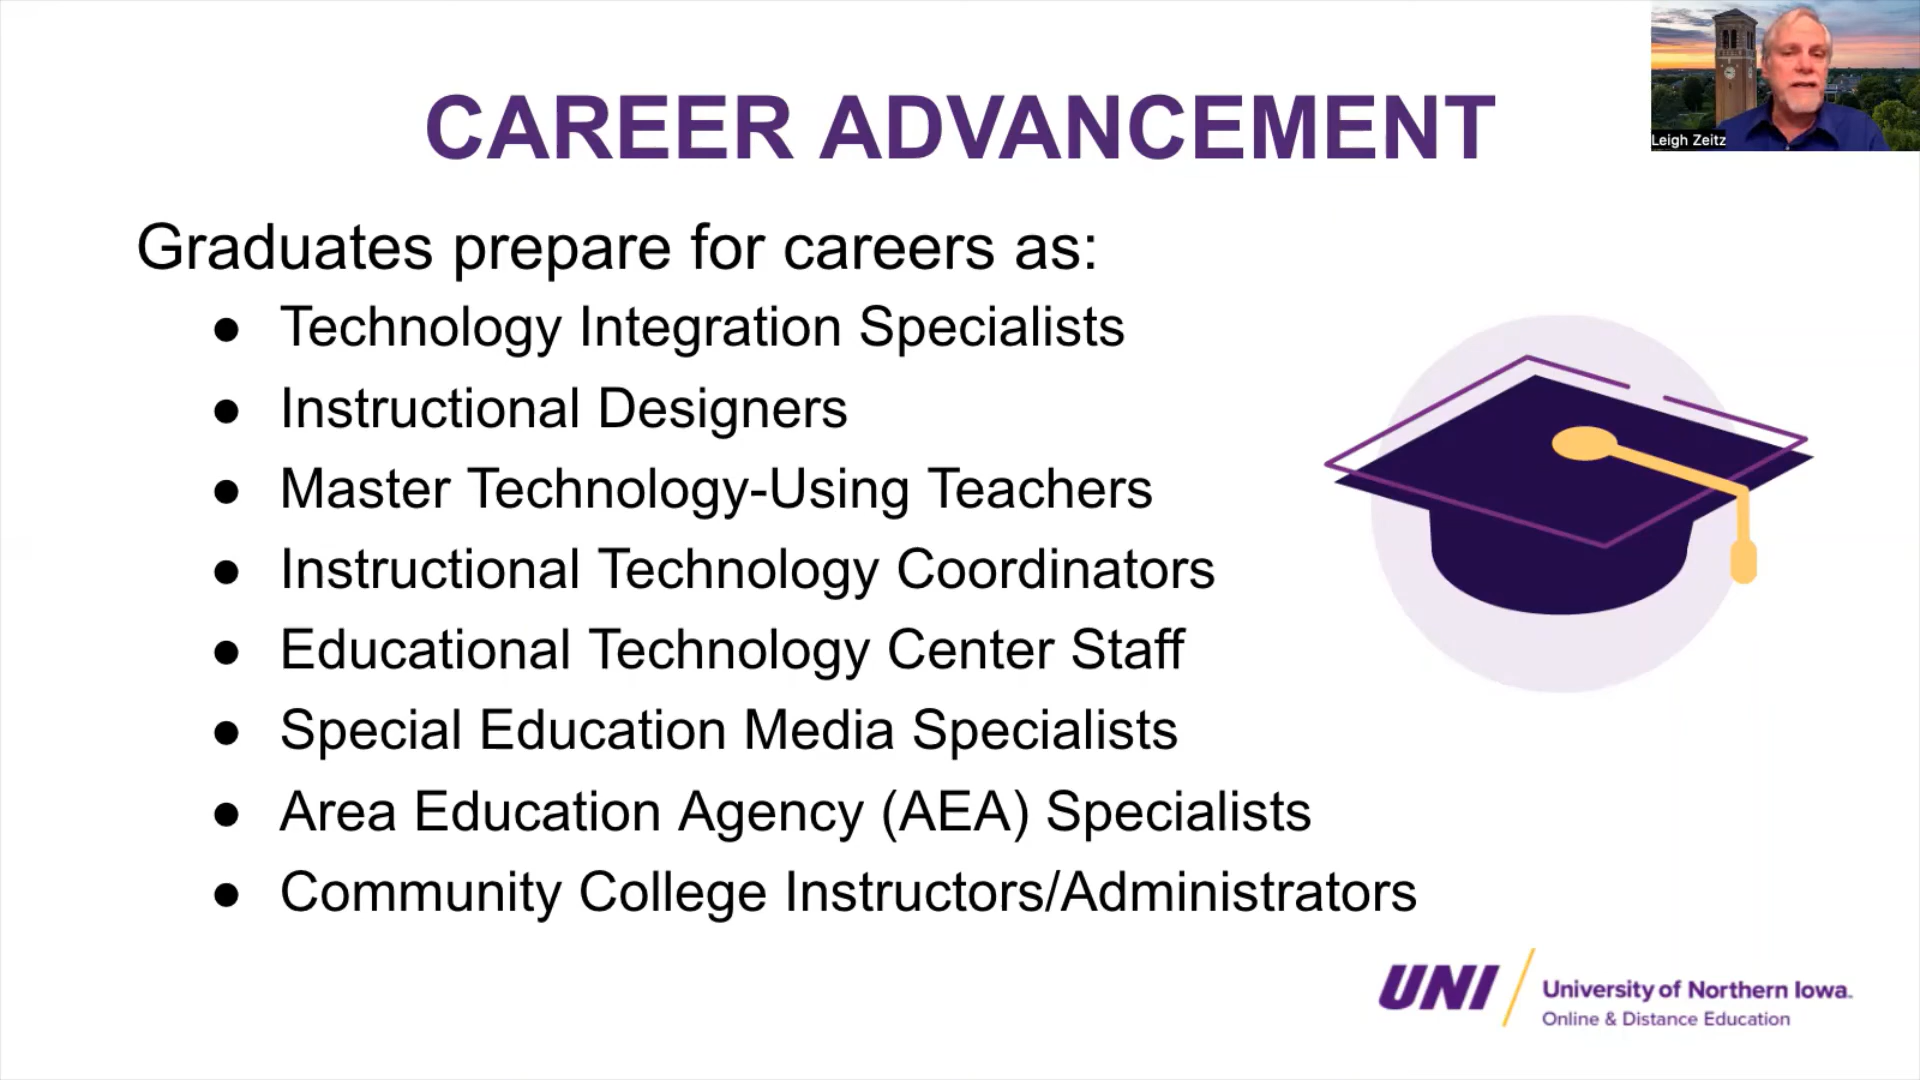 CAREER ADVANCEMENT
Leigh Zeitz
Graduates prepare for careers as:
● Technology Integration Specialists
● Instructional Designers
● Master Technology-Using Teachers
● Instructional Technology Coordinators
● Educational Technology Center Staff
● Special Education Media Specialists
● Area Education Agency (AEA) Specialists
● Community College Instructors/Administrators
UNI
University of Northern Iowa.
Online & Distance Education